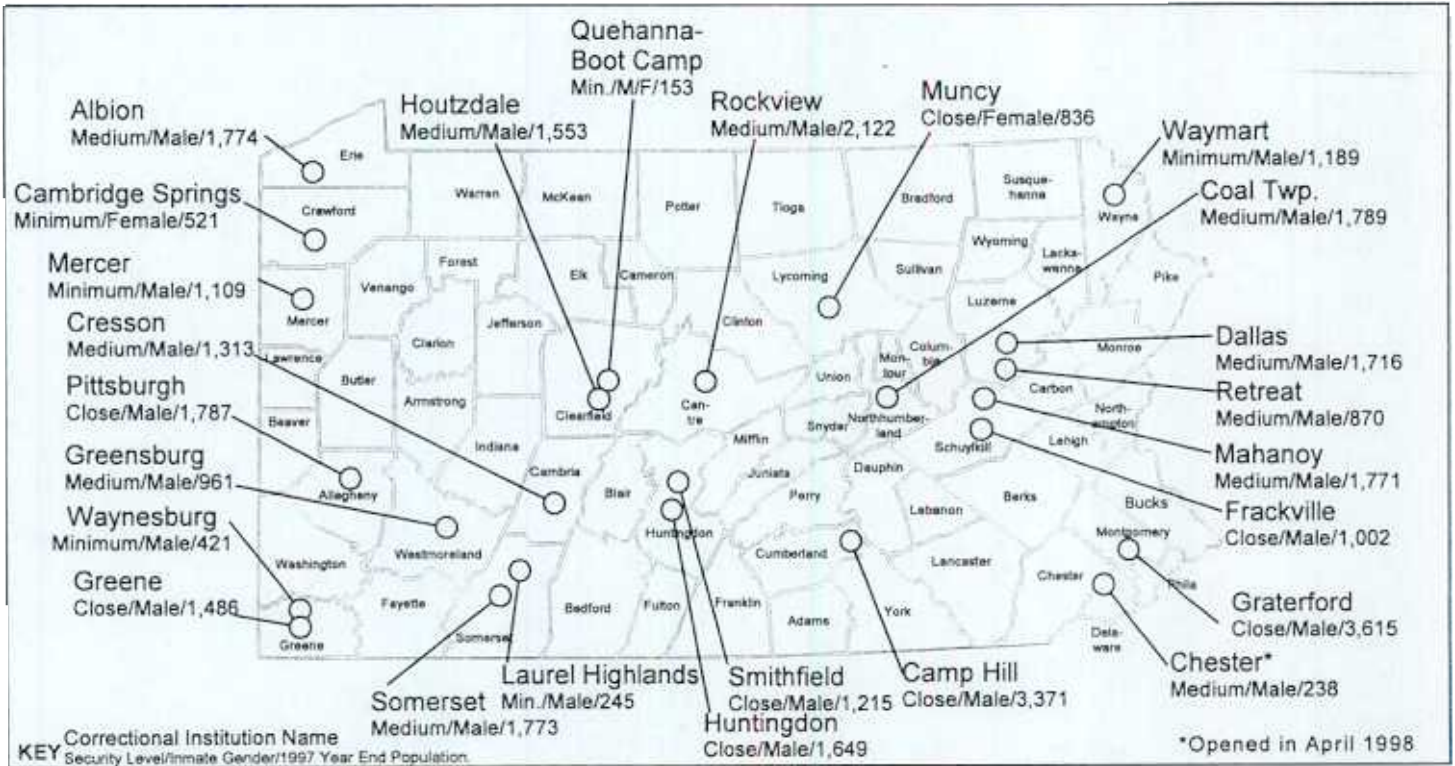 Quehanna-
Boot Camp
Min./M/F/153
Albion
Medium/Male/1,774
Houtzdale
Medium/Male/1,553
Rockview
Medium/Male/2,122
Muncy
Close/Female/836
Waymart
Minimum/Male/1,189
Cambridge Springs
Minimum/Female/521
Coal Twp.
Medium/Male/1,789
Mercer
Minimum/Male/1,109
Cresson
Medium/Male/1,313
Pittsburgh
Close/Male/1,787
Greensburg
Medium/Male/961
Waynesburg
Minimum/Male/421
Greene
Close/Male/1,486
Dallas
Medium/Male/1,716
Retreat
Medium/Male/870
Mahanoy
Medium/Male/1,771
Frackville
Close/Male/1,002
Graterford
Close/Male/3,615
Chester*
Medium/Male/238
Somerset
Medium/Male/1,773
Laurel Highlands
Min./Male/245
Smithfield
Close/Male/1,215
Huntingdon
Close/Male/1,649
Camp Hill
Close/Male/3,371
Erie
Crawford
Warren
McKean
Potter
Tioga
Bradford
Susque-
hanna
Wayne
Wyoming
Lacka-
wanna
Pike
Mercer
Venango
Forest
Elk
Cameron
Clinton
Lycoming
Sullivan
Luzerne
Monroe
Lawrence
Butler
Clarion
Jefferson
Clearfield
Cen-
tre
Union
Mon-
tour
Colum-
bia
Carbon
North-
ampton
Beaver
Armstrong
Indiana
Cambria
Blair
Mifflin
Snyder
Northumber-
land
Schuylkill
Lehigh
Allegheny
Westmoreland
Huntingdon
Juniata
Perry
Dauphin
Lebanon
Berks
Bucks
Montgomery
Washington
Fayette
Somerset
Bedford
Fulton
Franklin
Cumberland
Adams
York
Lancaster
Chester
Dela-
ware
Phila
Greene
KEY Correctional Institution Name
Security Level/Inmate Gender/1997 Year End Population.
*Opened in April 1998